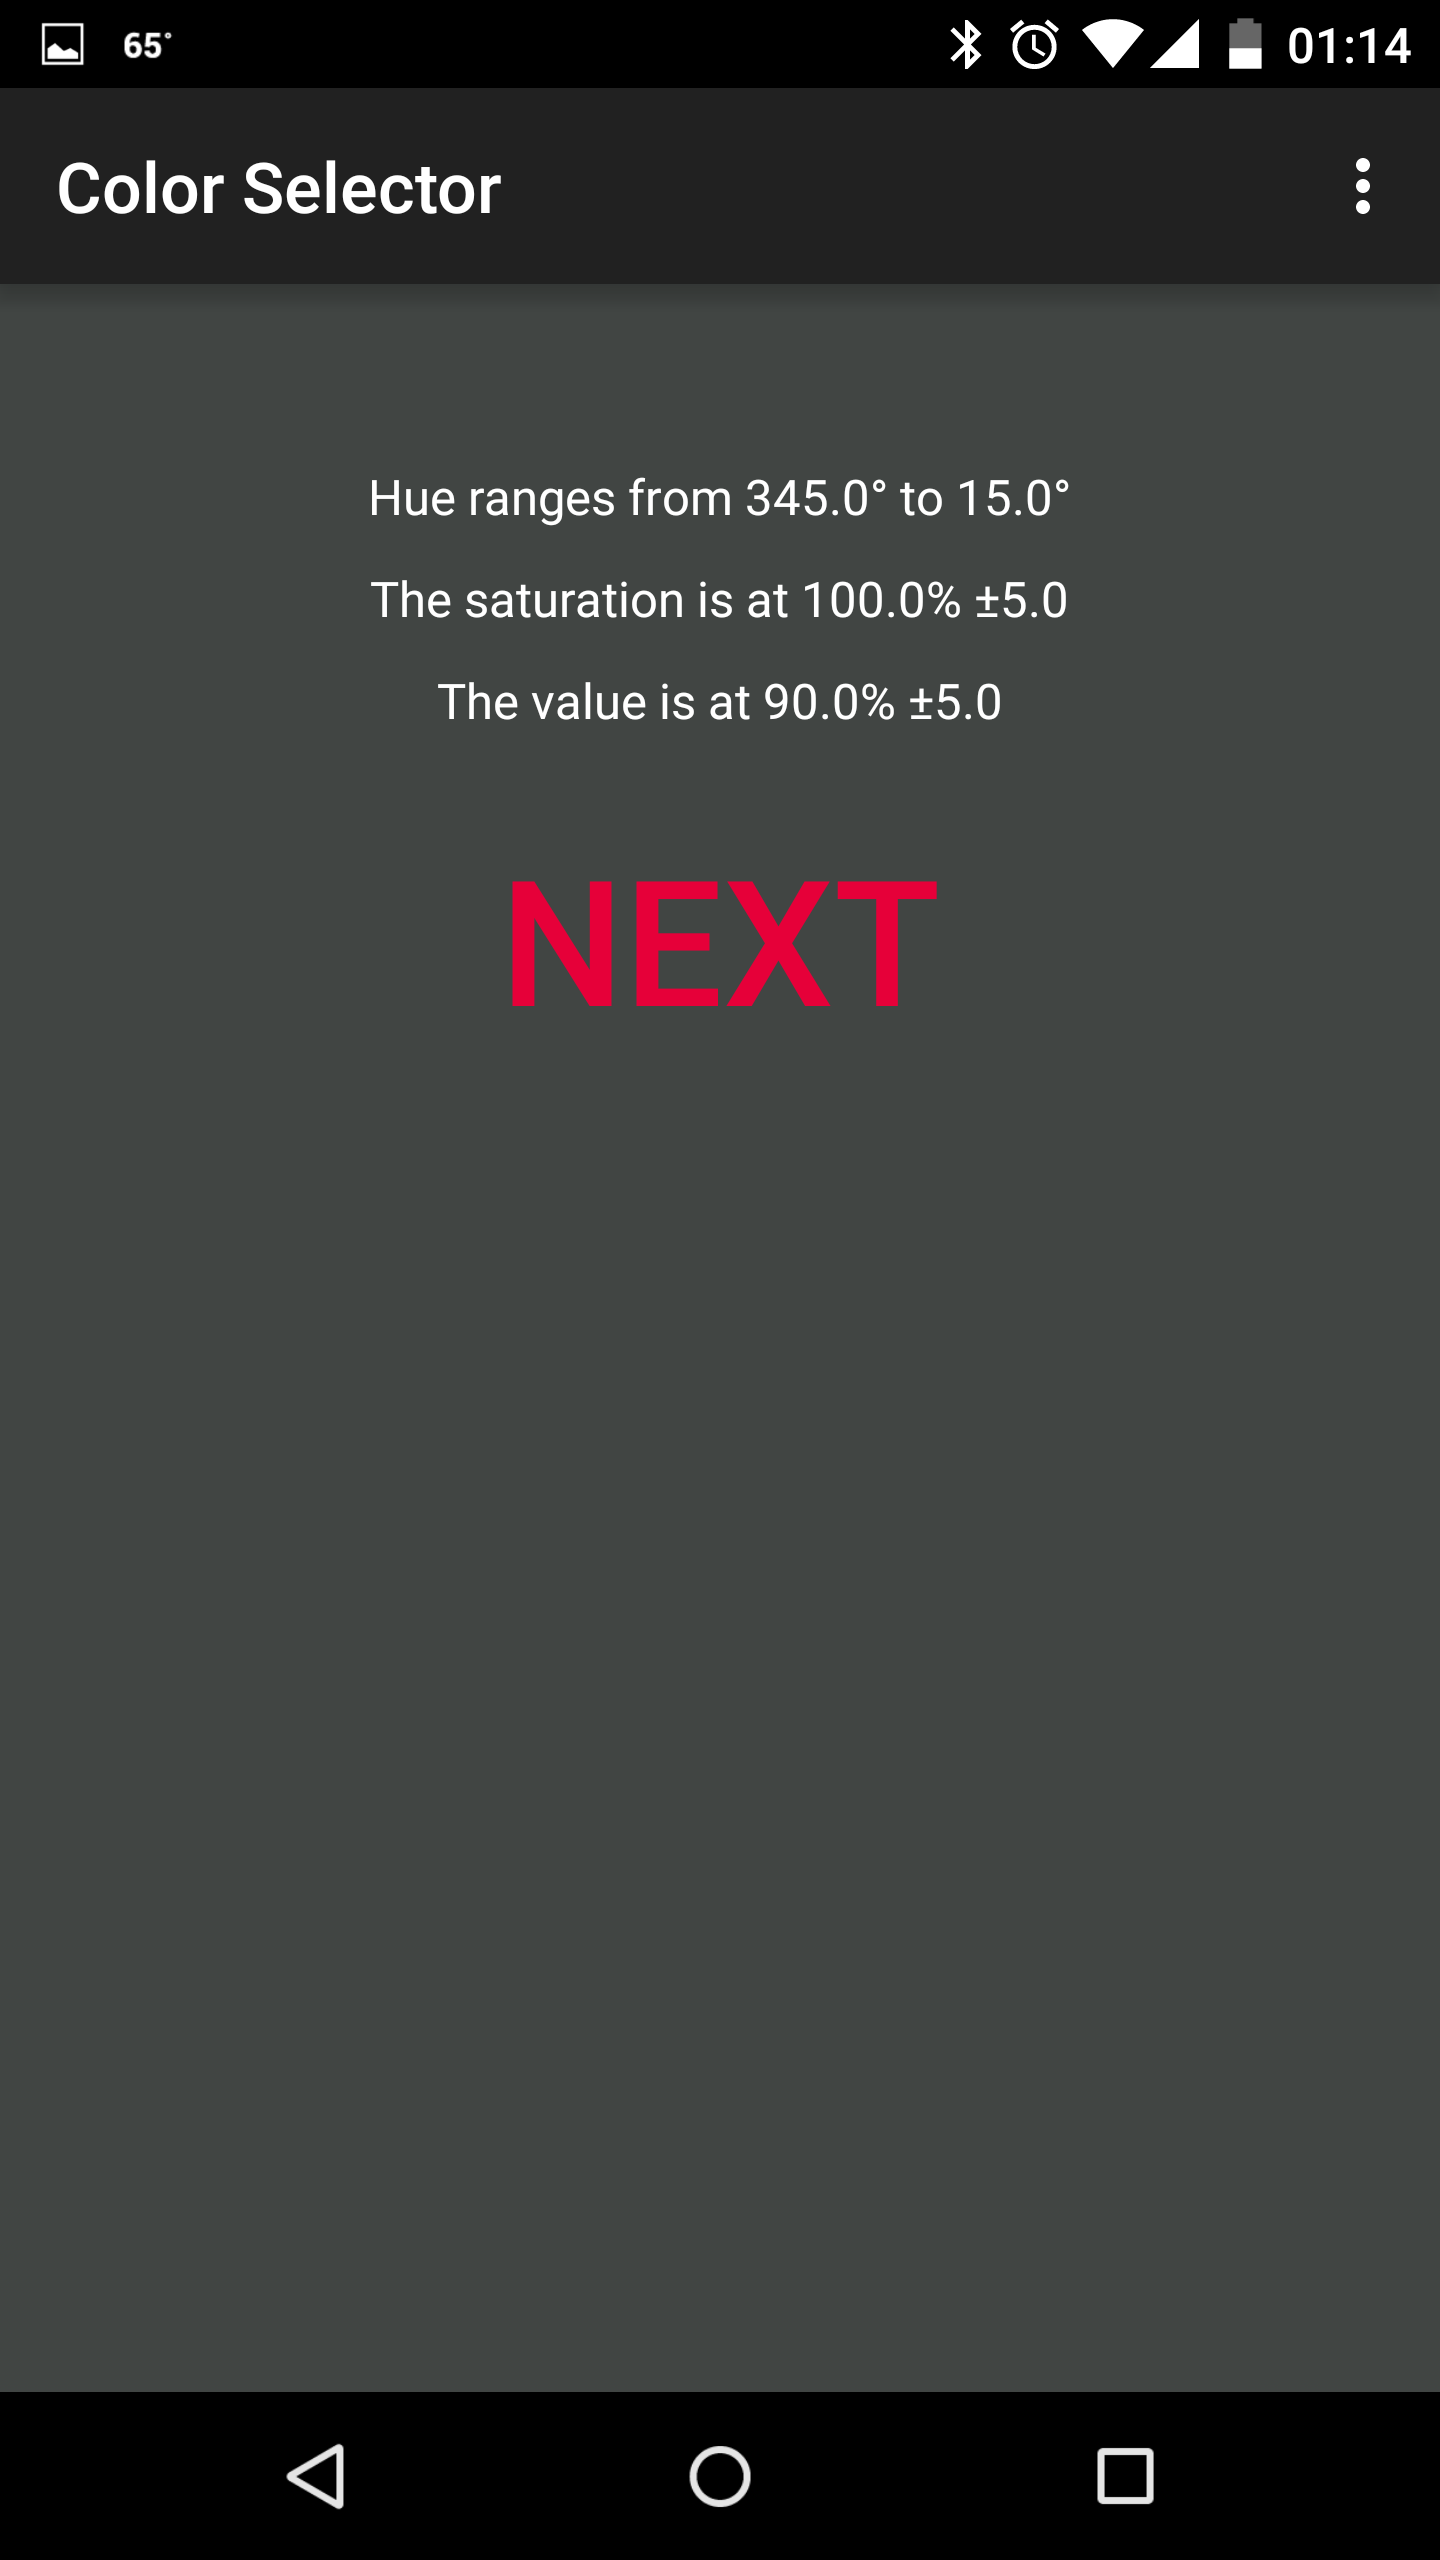 65°
01:14
Color Selector
Hue ranges from 345.0° to 15.0°
The saturation is at 100.0% ±5.0
The value is at 90.0% ±5.0
NEXT